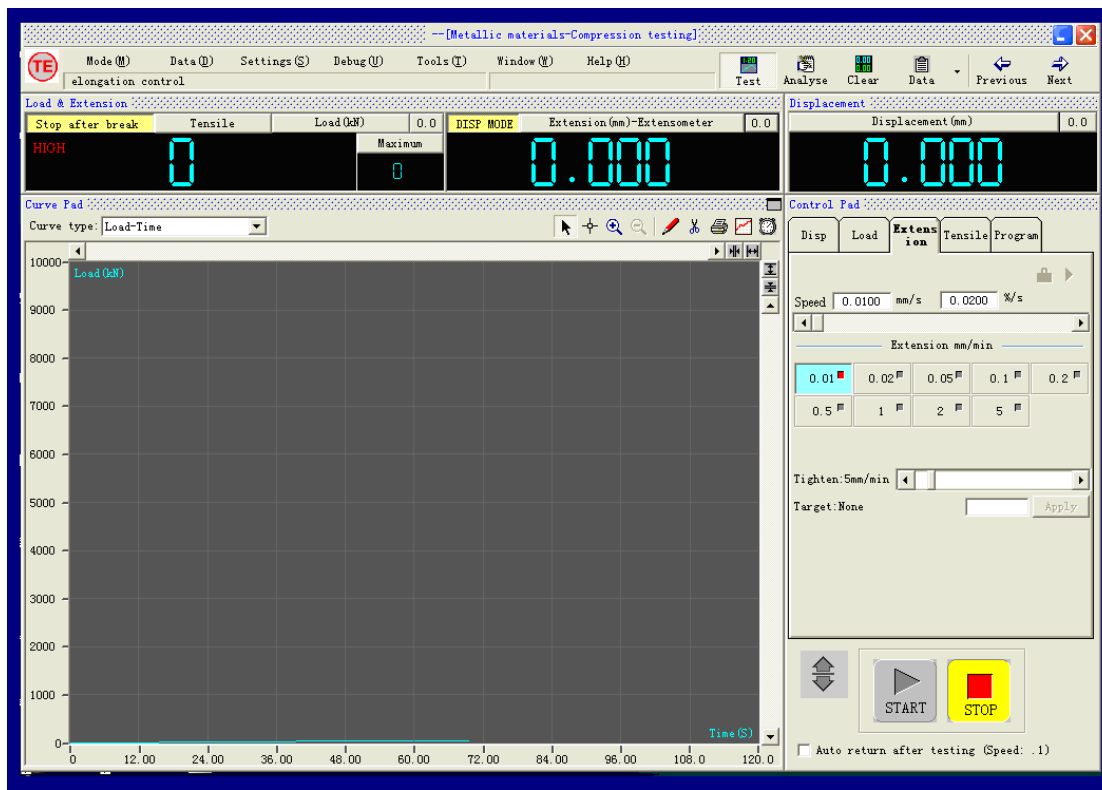 --[Metallic materials-Compression testing]
TE
Mode(M) Data(D) Settings(S) Debug(U) Tools(T) Window(W) Help(H)
elongation control
Test Analyse Clear Data Previous Next
Load & Extension
Displacement
Stop after break Tensile Load(kN) 0.0 DISP MODE Extension(mm)-Extensometer 0.0
Displacement(mm) 0.0
HIGH
0
Maximum
0
0.000
0.000
Curve Pad
Control Pad
Curve type: Load-Time
Disp Load Extension Tensile Program
Load(kN)
10000
9000
8000
7000
6000
5000
4000
3000
2000
1000
0
Time(S)
0 12.00 24.00 36.00 48.00 60.00 72.00 84.00 96.00 108.0 120.0
Speed 0.0100 mm/s 0.0200 %/s
Extension mm/min
0.01 0.02 0.05 0.1 0.2
0.5 1 2 5
Tighten:5mm/min
Target:None Apply
START STOP
Auto return after testing (Speed: .1)